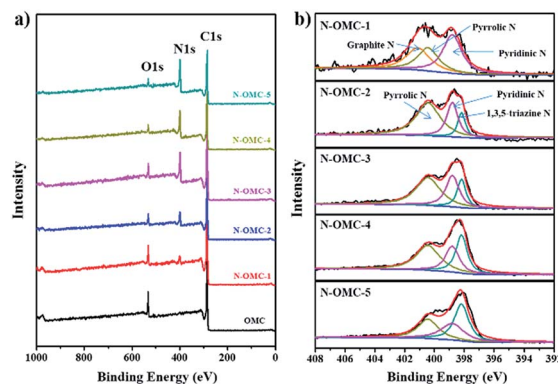 a)
C1s
N1s
O1s
N-OMC-5
N-OMC-4
N-OMC-3
N-OMC-2
N-OMC-1
OMC
Intensity
1000 800 600 400 200 0
Binding Energy (eV)
b)
N-OMC-1
Pyrrolic N
Graphite N
Pyridinic N
N-OMC-2
Pyridinic N
Pyrrolic N
1,3,5-triazine N
N-OMC-3
N-OMC-4
N-OMC-5
Intensity
408 406 404 402 400 398 396 394 392
Binding Energy (eV)